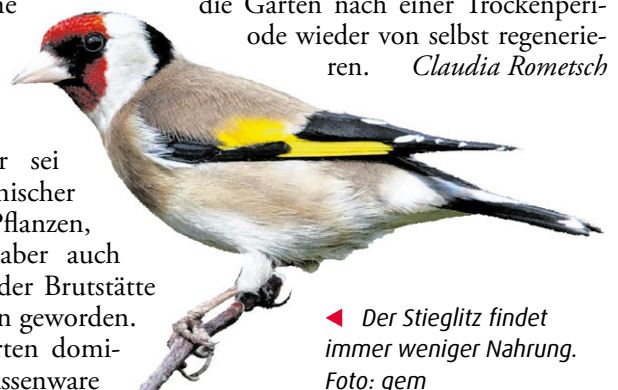 ne
die Gärten nach einer Trockenperi-
ode wieder von selbst regenerie-
ren. Claudia Rometsch
r sei
nischer
Pflanzen,
aber auch
der Brutstätte
n geworden.
rten domi-
ssenware
◀ Der Stieglitz findet
immer weniger Nahrung.
Foto: gem